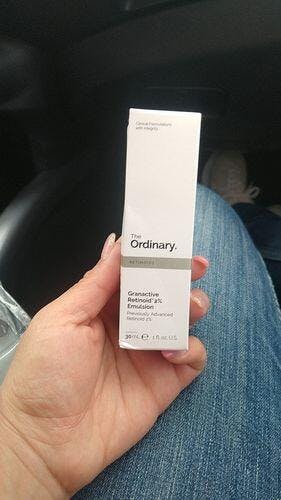 Clinical Formulations
with Integrity.
The
Ordinary.
RETINOIDS
Granactive
Retinoid* 2%
Emulsion
Previously Advanced
Retinoid 2%
30 mL ℮ 1 fl. oz. U.S.